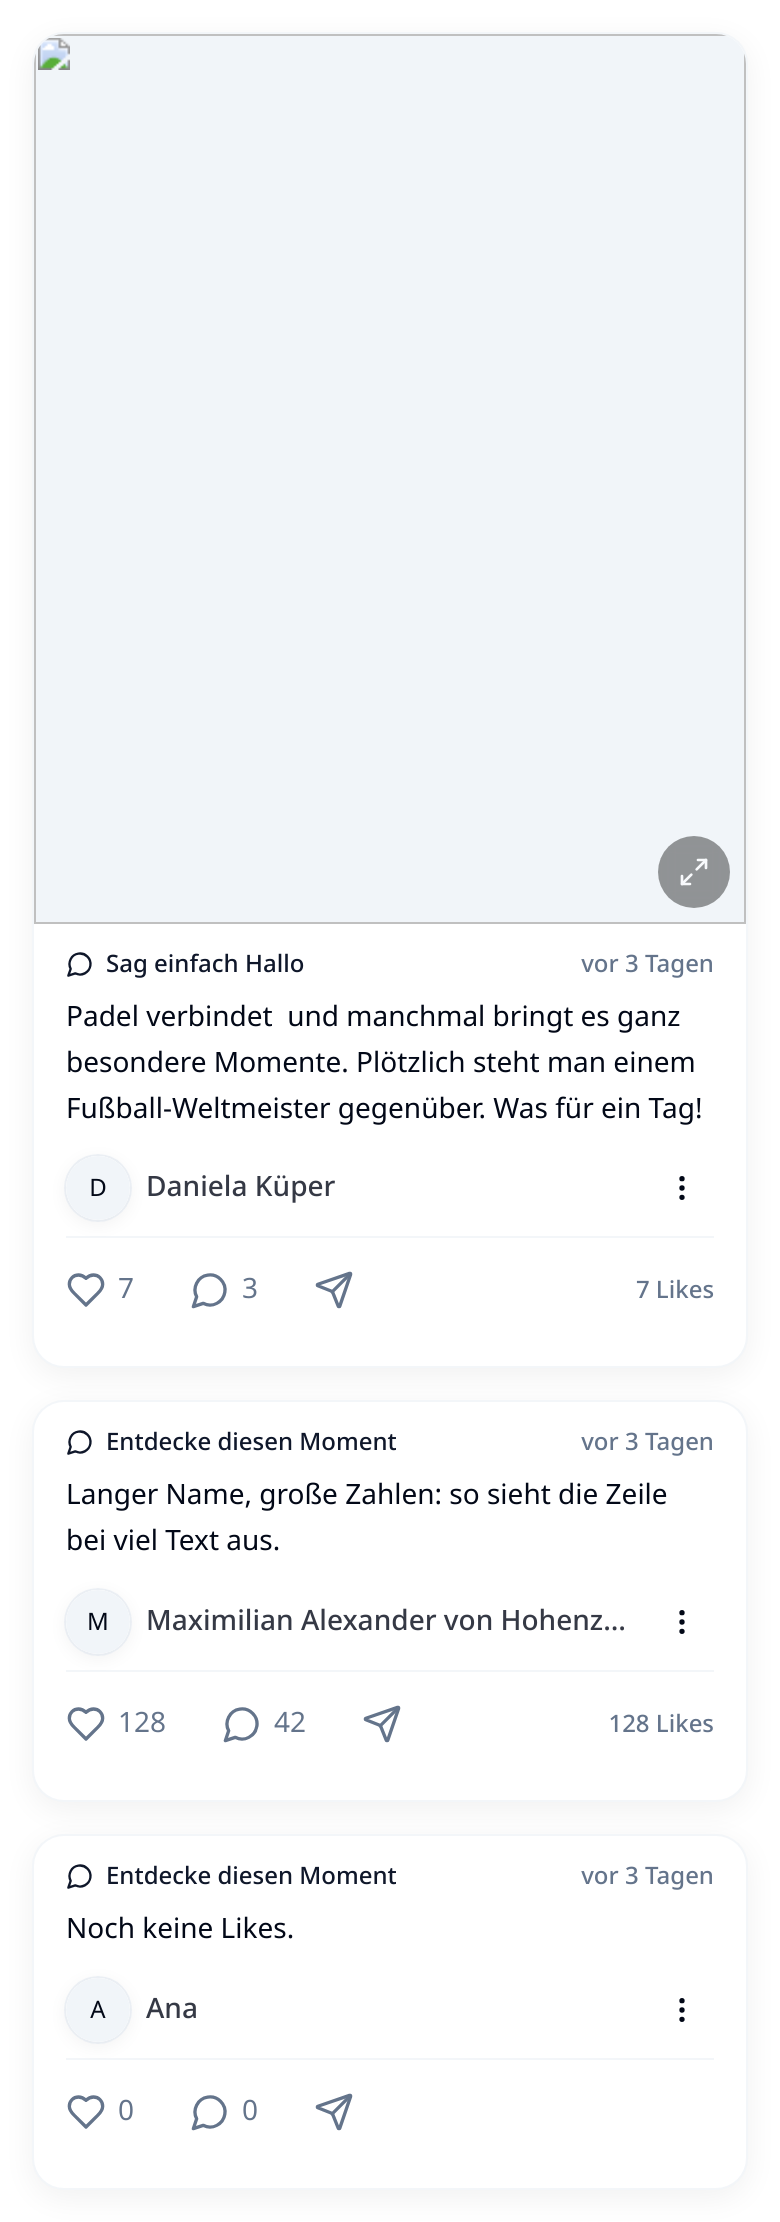 Sag einfach Hallo vor 3 Tagen
Padel verbindet  und manchmal bringt es ganz
besondere Momente. Plötzlich steht man einem
Fußball-Weltmeister gegenüber. Was für ein Tag!
D Daniela Küper
7 3 7 Likes
Entdecke diesen Moment vor 3 Tagen
Langer Name, große Zahlen: so sieht die Zeile
bei viel Text aus.
M Maximilian Alexander von Hohenz...
128 42 128 Likes
Entdecke diesen Moment vor 3 Tagen
Noch keine Likes.
A Ana
0 0